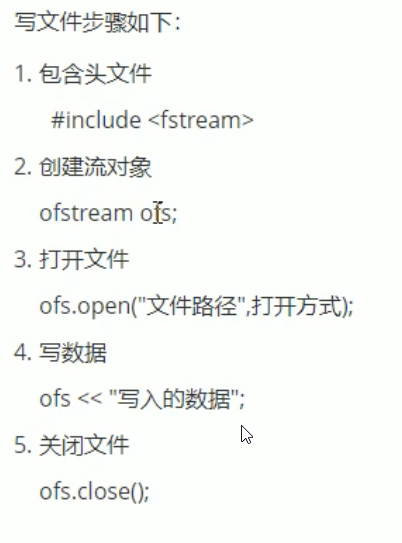 写文件步骤如下：
1. 包含头文件
#include <fstream>
2. 创建流对象
ofstream ofs;
3. 打开文件
ofs.open("文件路径",打开方式);
4. 写数据
ofs << "写入的数据";
5. 关闭文件
ofs.close();